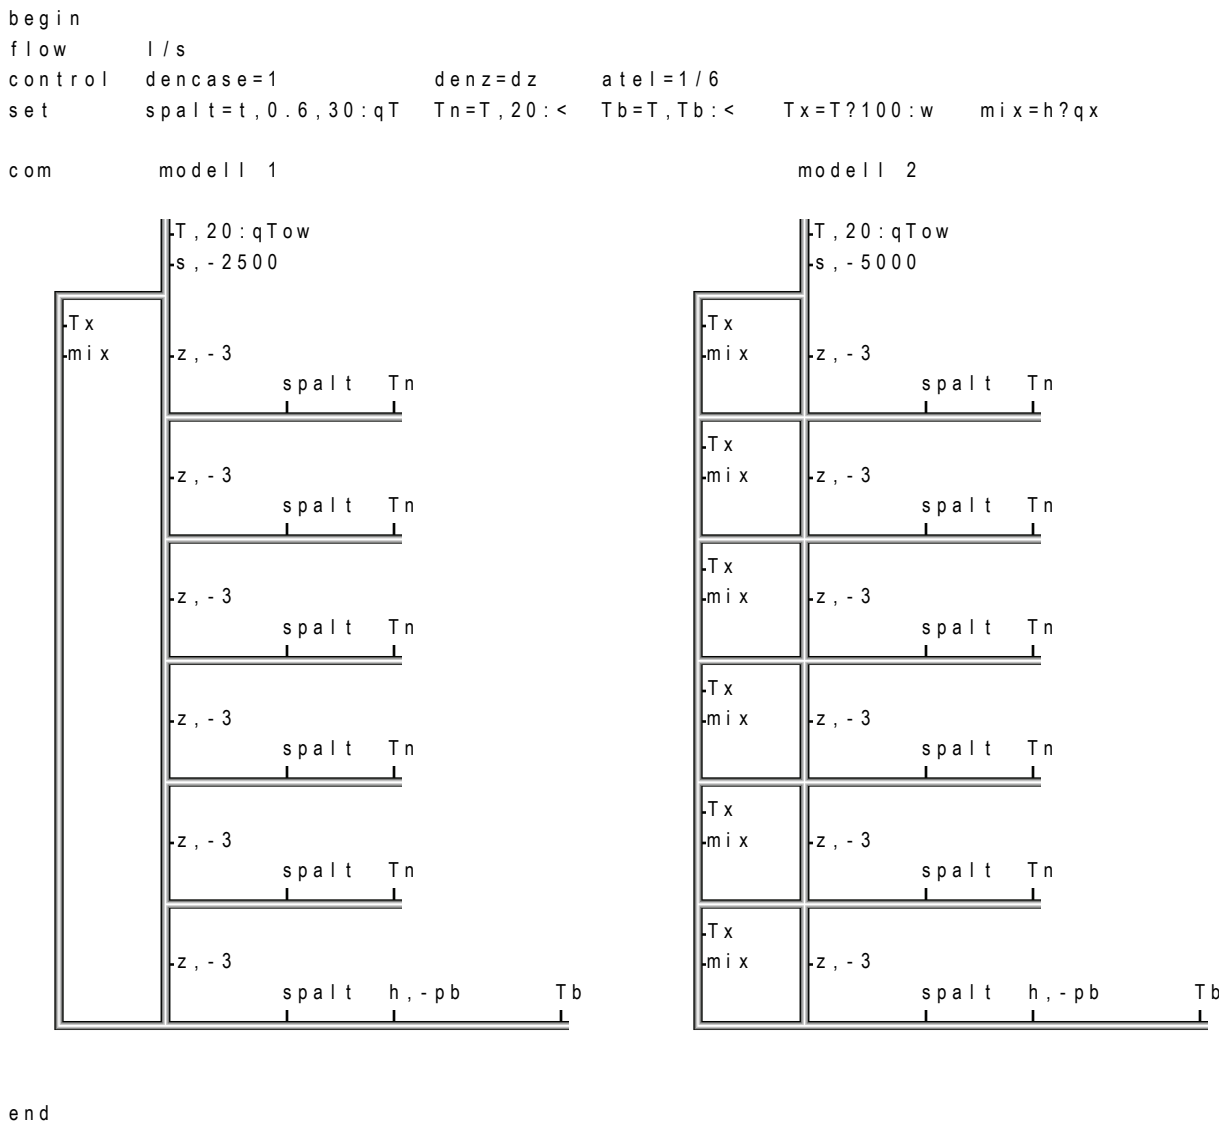 begin
flow l/s
control dencase=1 denz=dz atel=1/6
set spalt=t,0.6,30:qT Tn=T,20:< Tb=T,Tb:< Tx=T?100:w mix=h?qx
com modell 1 modell 2
T,20:qTow T,20:qTow
s,-2500 s,-5000
Tx Tx
mix z,-3 mix z,-3
spalt Tn spalt Tn
Tx
z,-3 mix z,-3
spalt Tn spalt Tn
Tx
z,-3 mix z,-3
spalt Tn spalt Tn
Tx
z,-3 mix z,-3
spalt Tn spalt Tn
Tx
z,-3 mix z,-3
spalt Tn spalt Tn
Tx
z,-3 mix z,-3
spalt h,-pb Tb spalt h,-pb Tb
end